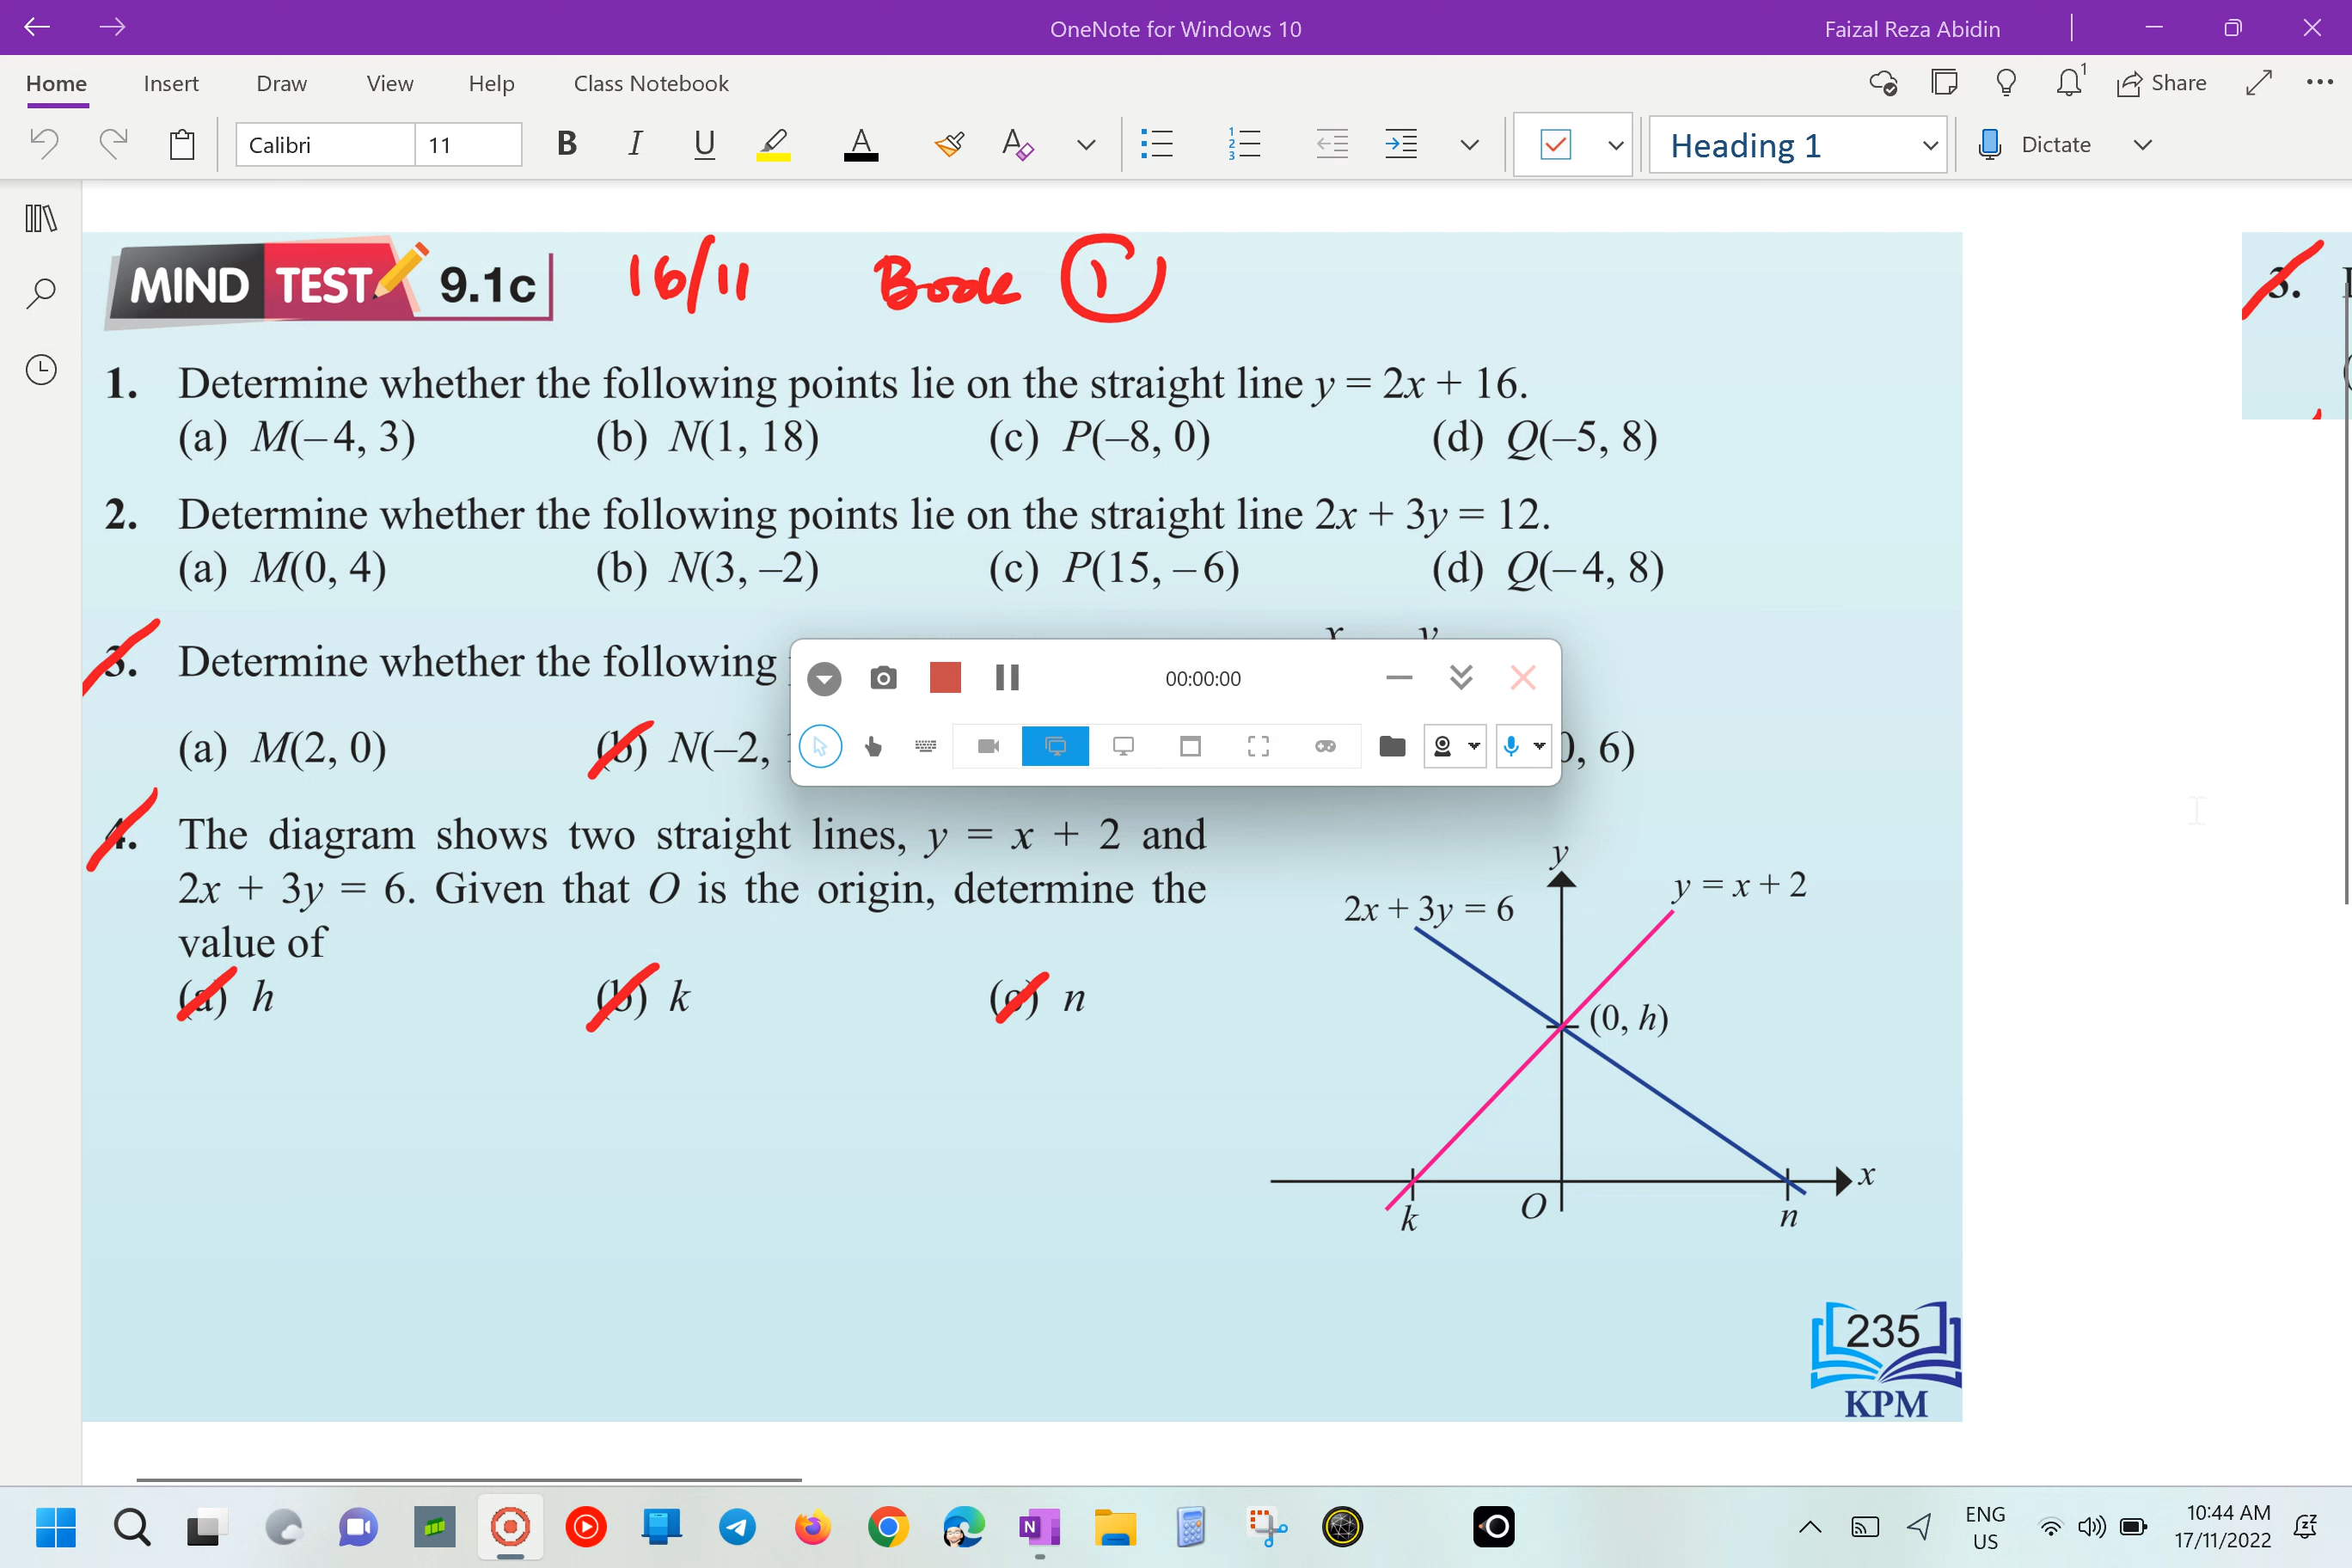 OneNote for Windows 10
Faizal Reza Abidin
Home Insert Draw View Help Class Notebook
1
Share
Calibri 11 B I U A A
Heading 1
Dictate
MIND TEST 9.1c 16/11 Book 1
1. Determine whether the following points lie on the straight line y = 2x + 16.
(a) M(–4, 3) (b) N(1, 18) (c) P(–8, 0) (d) Q(–5, 8)
2. Determine whether the following points lie on the straight line 2x + 3y = 12.
(a) M(0, 4) (b) N(3, –2) (c) P(15, –6) (d) Q(–4, 8)
3. Determine whether the following
x y
(a) M(2, 0) (b) N(–2, , 6)
00:00:00
4. The diagram shows two straight lines, y = x + 2 and
2x + 3y = 6. Given that O is the origin, determine the
value of
(a) h (b) k (c) n
y
2x + 3y = 6
y = x + 2
(0, h)
x
O
k
n
235
KPM
3.
ENG
US
10:44 AM
17/11/2022